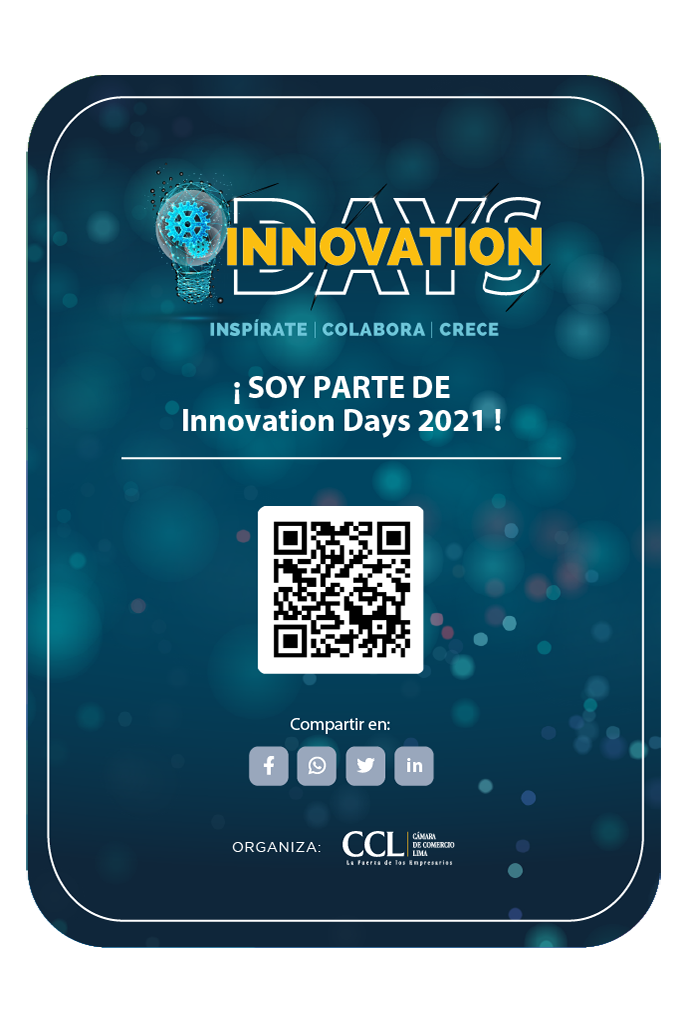 DAYS
INNOVATION
INSPÍRATE | COLABORA | CRECE
¡ SOY PARTE DE
Innovation Days 2021 !
Compartir en:
in
ORGANIZA:
CCL
CÁMARA
DE COMERCIO
LIMA
La Fuerza de los Empresarios